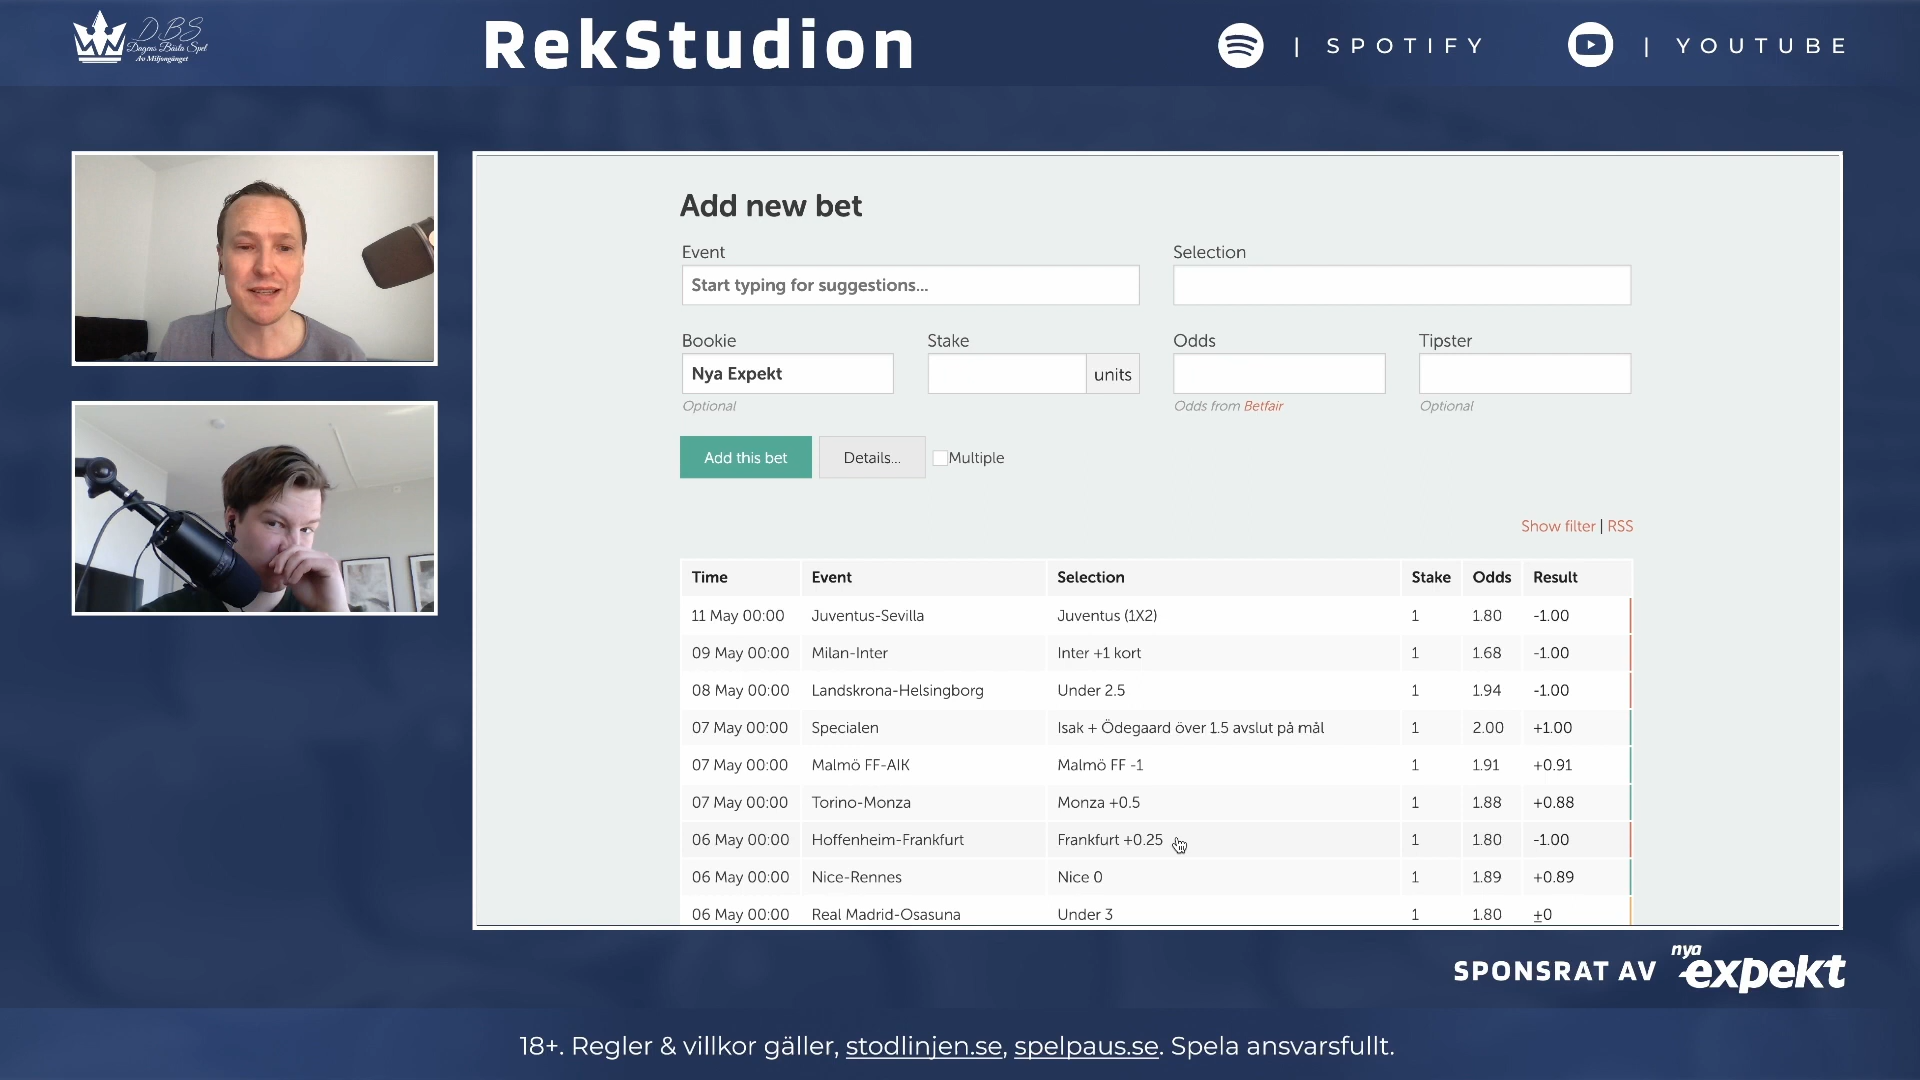 DBS
Dagens Bästa Spel
Av Miljongänget
RekStudion
| SPOTIFY
| YOUTUBE
Add new bet
Event
Selection
Start typing for suggestions...
Bookie
Stake
Odds
Tipster
Nya Expekt
units
Optional
Odds from Betfair
Optional
Add this bet
Details...
Multiple
Show filter | RSS
Time Event Selection Stake Odds Result
11 May 00:00 Juventus-Sevilla Juventus (1X2) 1 1.80 -1.00
09 May 00:00 Milan-Inter Inter +1 kort 1 1.68 -1.00
08 May 00:00 Landskrona-Helsingborg Under 2.5 1 1.94 -1.00
07 May 00:00 Specialen Isak + Ödegaard över 1.5 avslut på mål 1 2.00 +1.00
07 May 00:00 Malmö FF-AIK Malmö FF -1 1 1.91 +0.91
07 May 00:00 Torino-Monza Monza +0.5 1 1.88 +0.88
06 May 00:00 Hoffenheim-Frankfurt Frankfurt +0.25 1 1.80 -1.00
06 May 00:00 Nice-Rennes Nice 0 1 1.89 +0.89
06 May 00:00 Real Madrid-Osasuna Under 3 1 1.80 ±0
SPONSRAT AV nya expekt
18+. Regler & villkor gäller, stodlinjen.se, spelpaus.se. Spela ansvarsfullt.